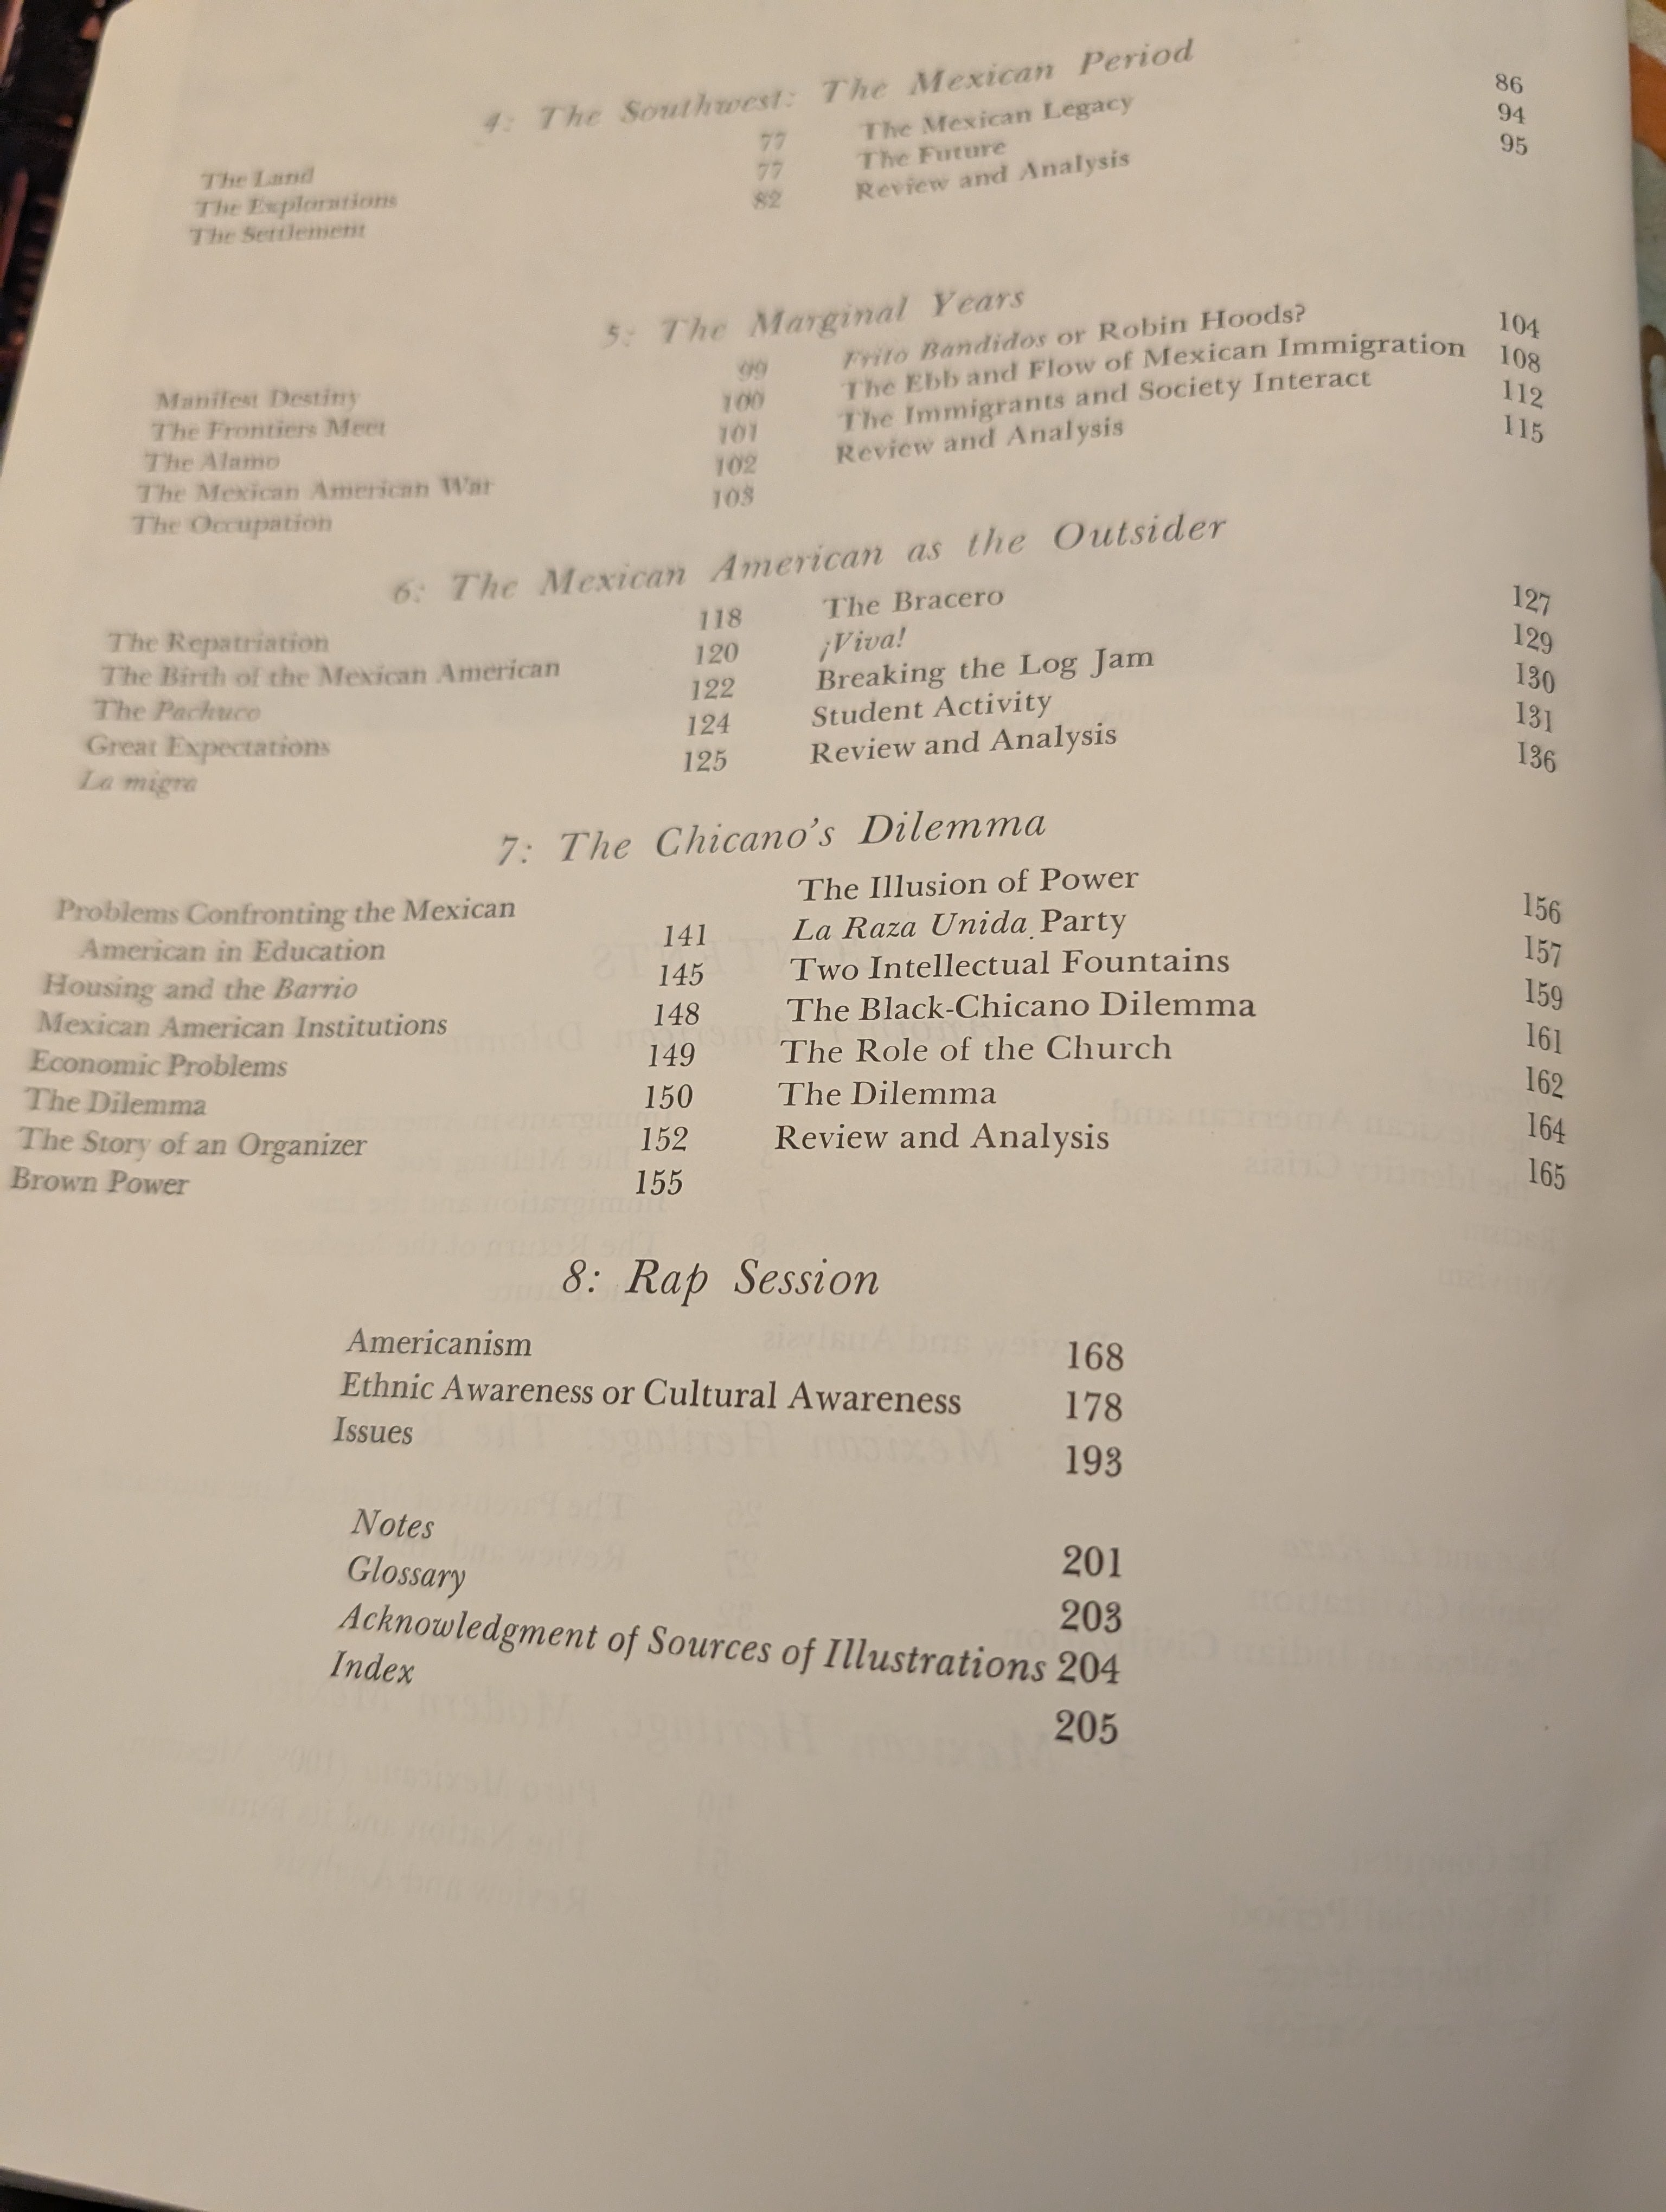 4: The Southwest: The Mexican Period
The Land 77
The Explorations 77
The Settlement 82
The Mexican Legacy 86
The Future 94
Review and Analysis 95
5: The Marginal Years
Manifest Destiny 99
The Frontiers Meet 100
The Alamo 101
The Mexican American War 102
The Occupation 103
Frito Bandidos or Robin Hoods? 104
The Ebb and Flow of Mexican Immigration 108
The Immigrants and Society Interact 112
Review and Analysis 115
6: The Mexican American as the Outsider
The Repatriation 118
The Birth of the Mexican American 120
The Pachuco 122
Great Expectations 124
La migra 125
The Bracero 127
¡Viva! 129
Breaking the Log Jam 130
Student Activity 131
Review and Analysis 136
7: The Chicano's Dilemma
Problems Confronting the Mexican
American in Education 141
Housing and the Barrio 145
Mexican American Institutions 148
Economic Problems 149
The Dilemma 150
The Story of an Organizer 152
Brown Power 155
The Illusion of Power 156
La Raza Unida Party 157
Two Intellectual Fountains 159
The Black-Chicano Dilemma 161
The Role of the Church 162
The Dilemma 164
Review and Analysis 165
8: Rap Session
Americanism 168
Ethnic Awareness or Cultural Awareness 178
Issues 193
Notes 201
Glossary 203
Acknowledgment of Sources of Illustrations 204
Index 205